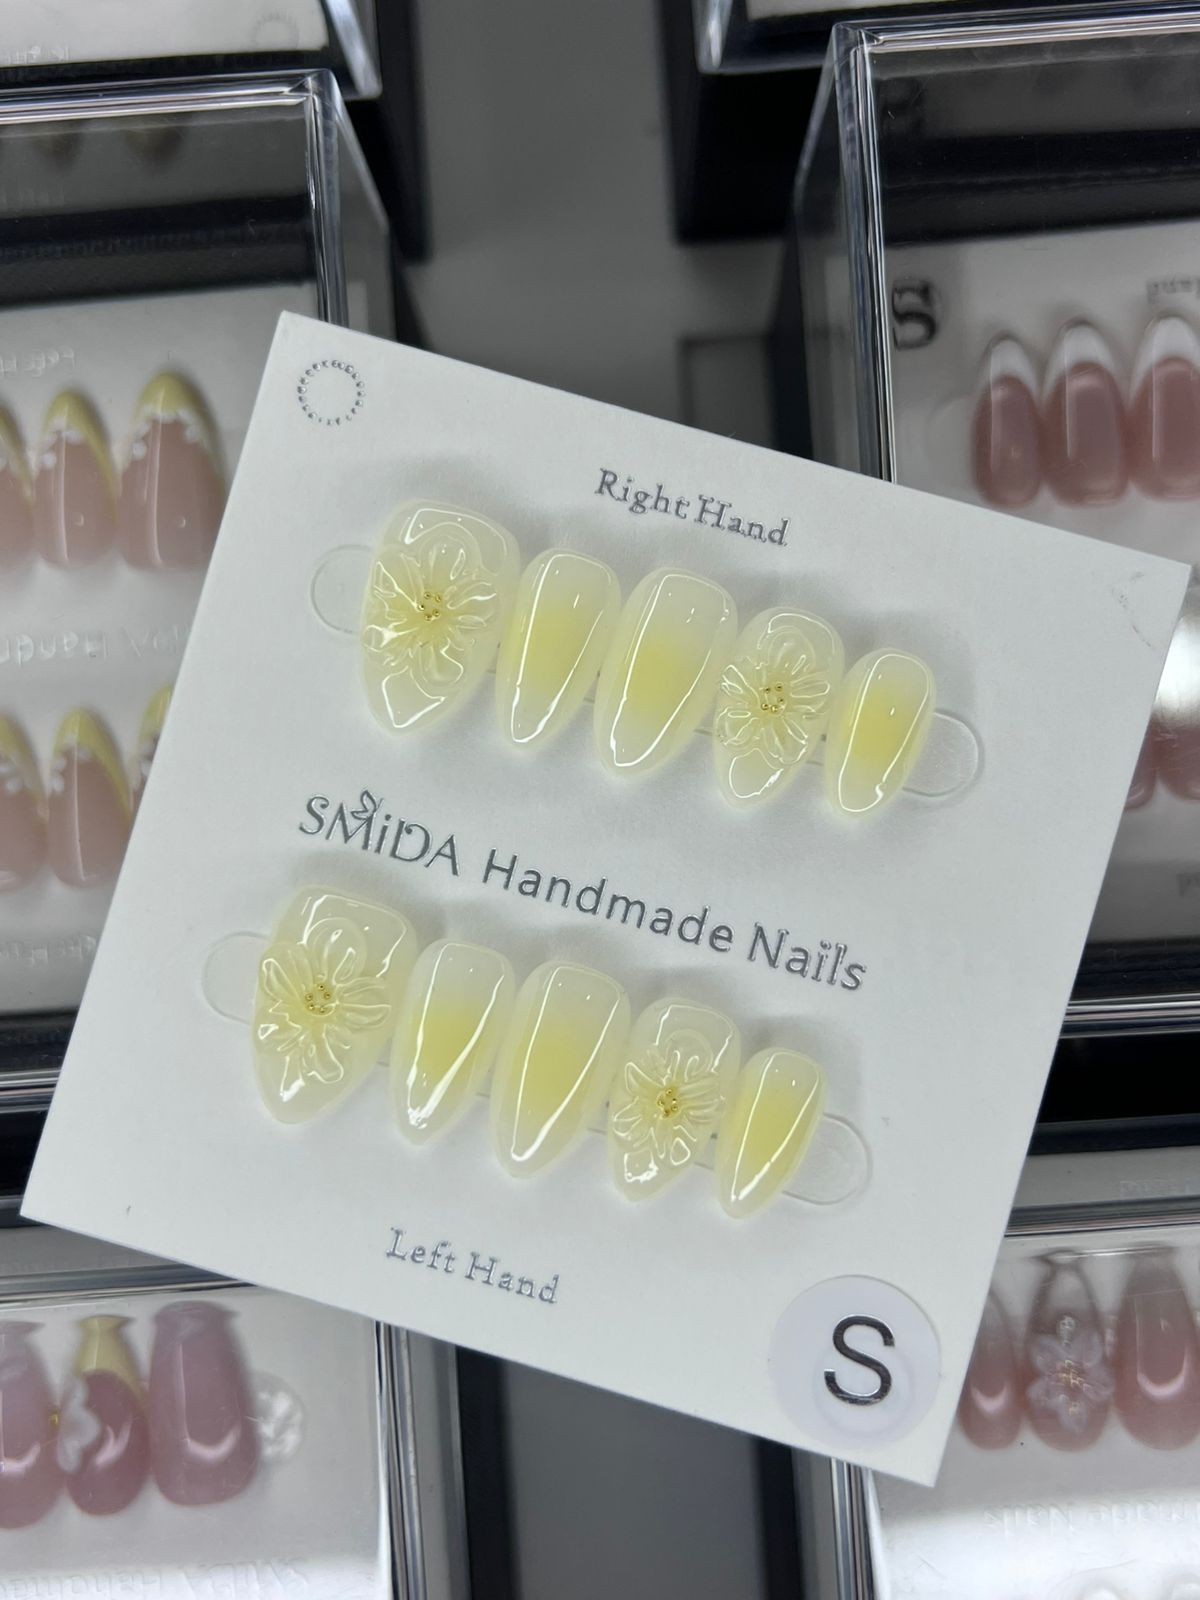 Right Hand
SMiDA Handmade Nails
Left Hand
S
S